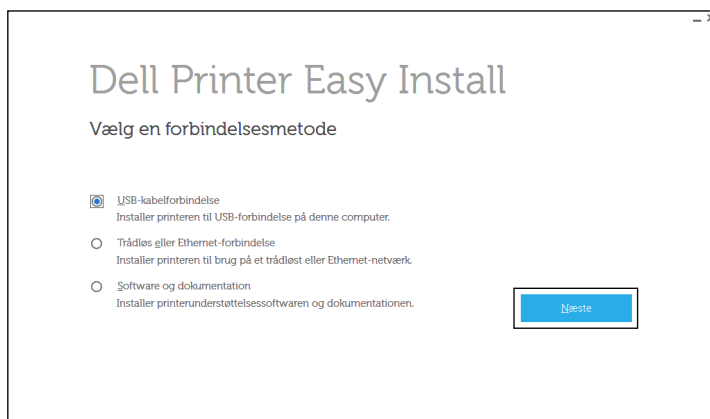 Dell Printer Easy Install
Vælg en forbindelsesmetode
USB-kabelforbindelse
Installer printeren til USB-forbindelse på denne computer.
Trådløs eller Ethernet-forbindelse
Installer printeren til brug på et trådløst eller Ethernet-netværk.
Software og dokumentation
Installer printerunderstøttelsessoftwaren og dokumentationen.
Næste